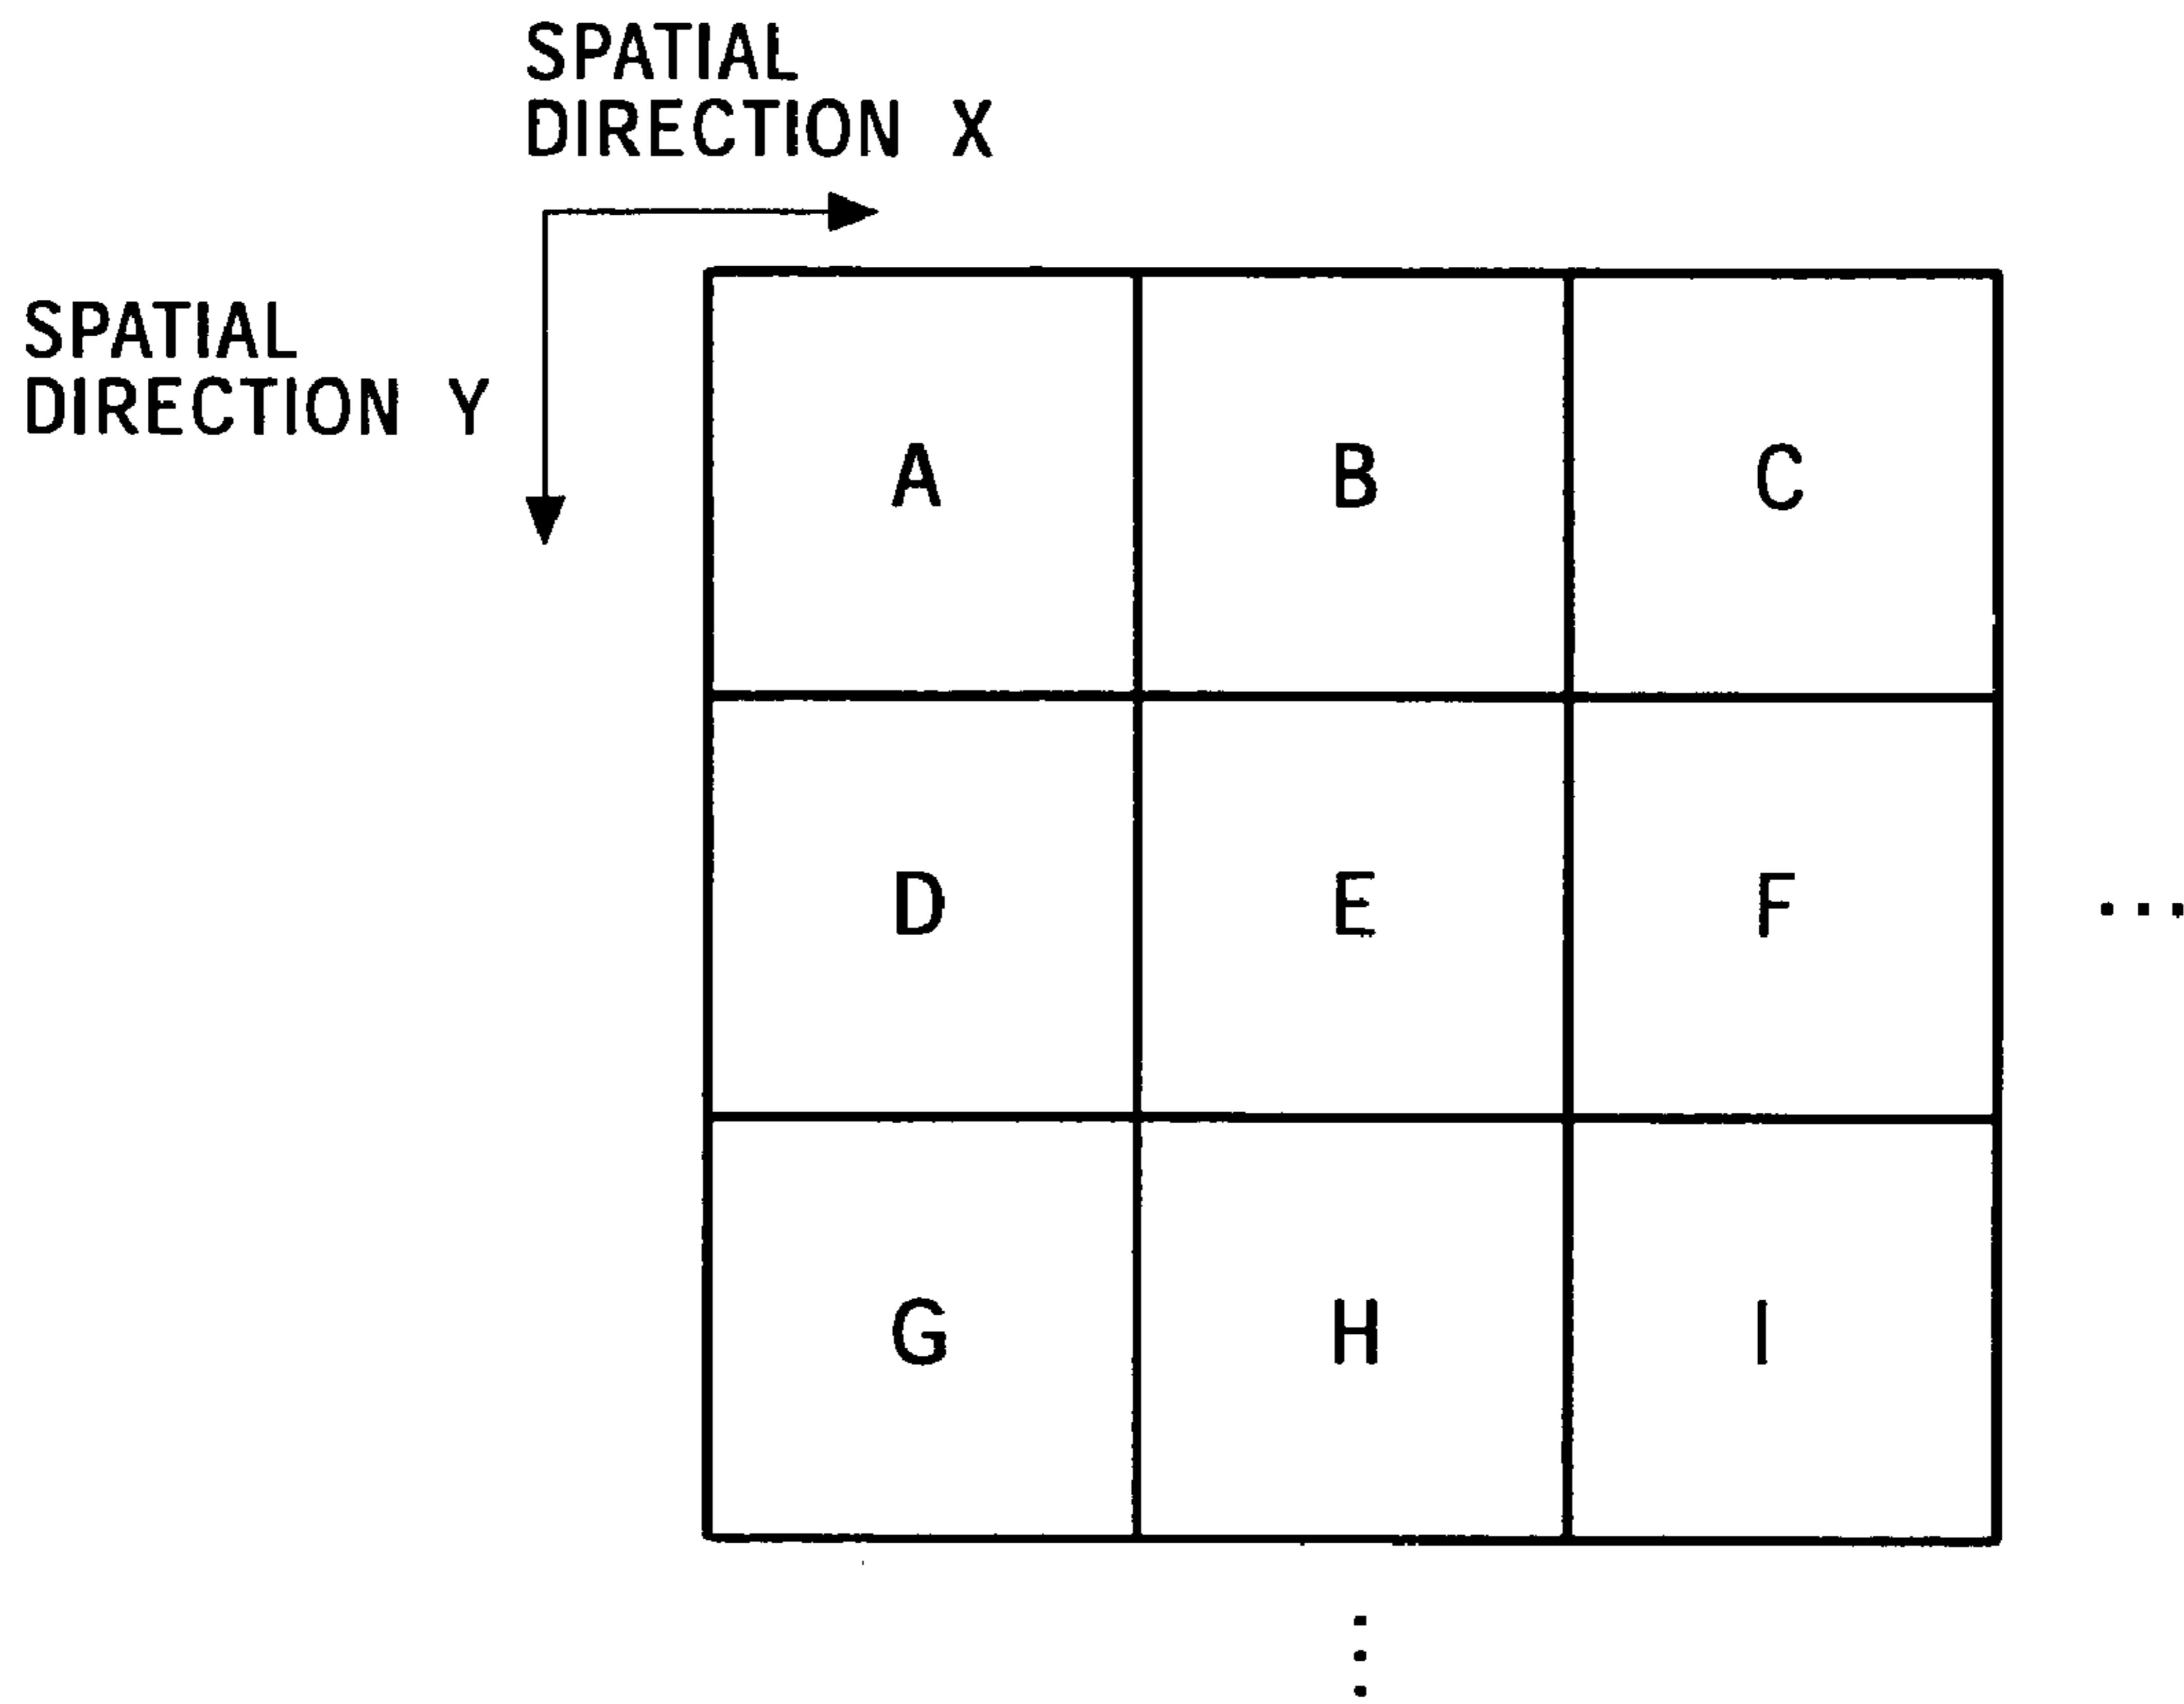 SPATIAL
DIRECTION X
SPATIAL
DIRECTION Y
A B C
D E F ...
G H I